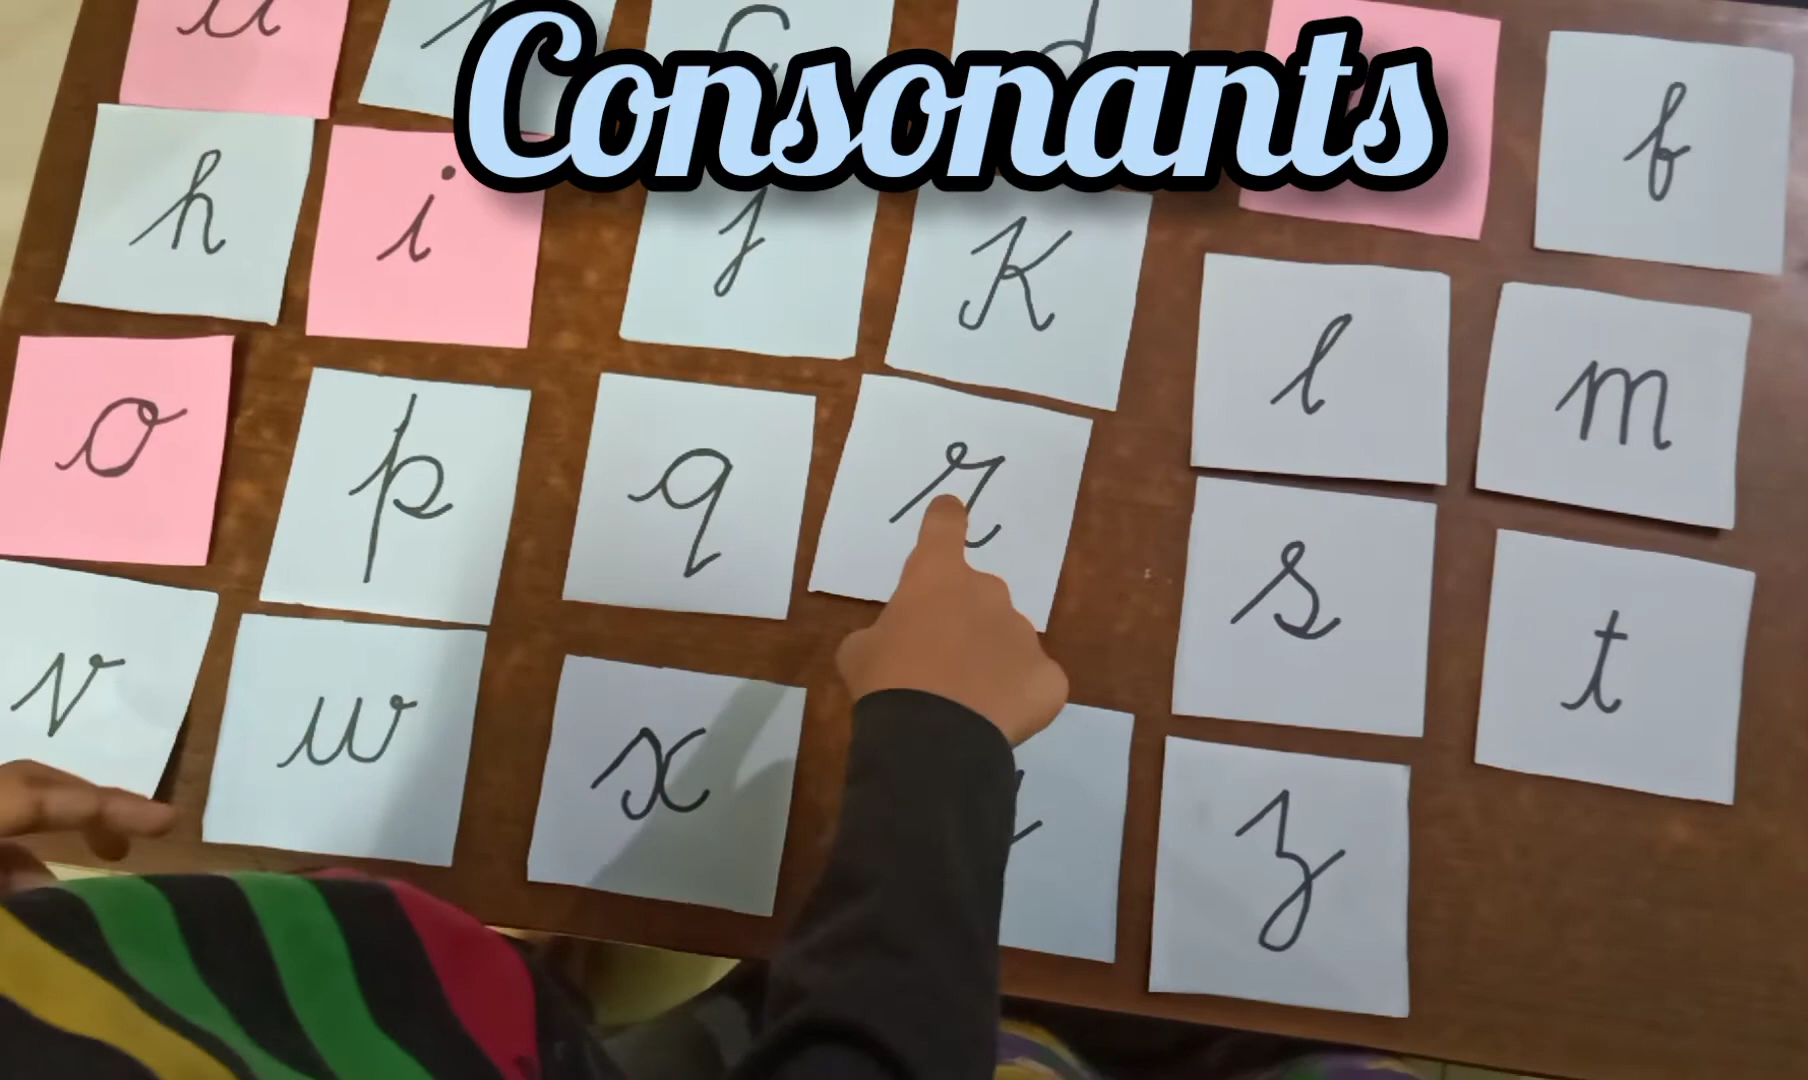 Consonants
a c d f
h i j k l m
o p q r s t
v w x z